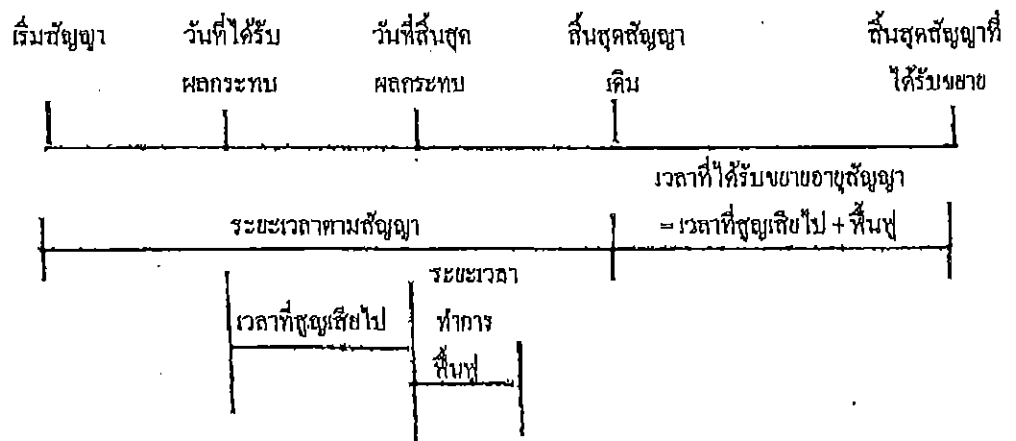 เริ่มสัญญา วันที่ได้รับ วันที่สิ้นสุด สิ้นสุดสัญญา สิ้นสุดสัญญาที่
ผลกระทบ ผลกระทบ เดิม ได้รับขยาย
เวลาที่ได้รับขยายอายุสัญญา
ระยะเวลาตามสัญญา = เวลาที่สูญเสียไป + ฟื้นฟู
ระยะเวลา
เวลาที่สูญเสียไป ทำการ
ฟื้นฟู